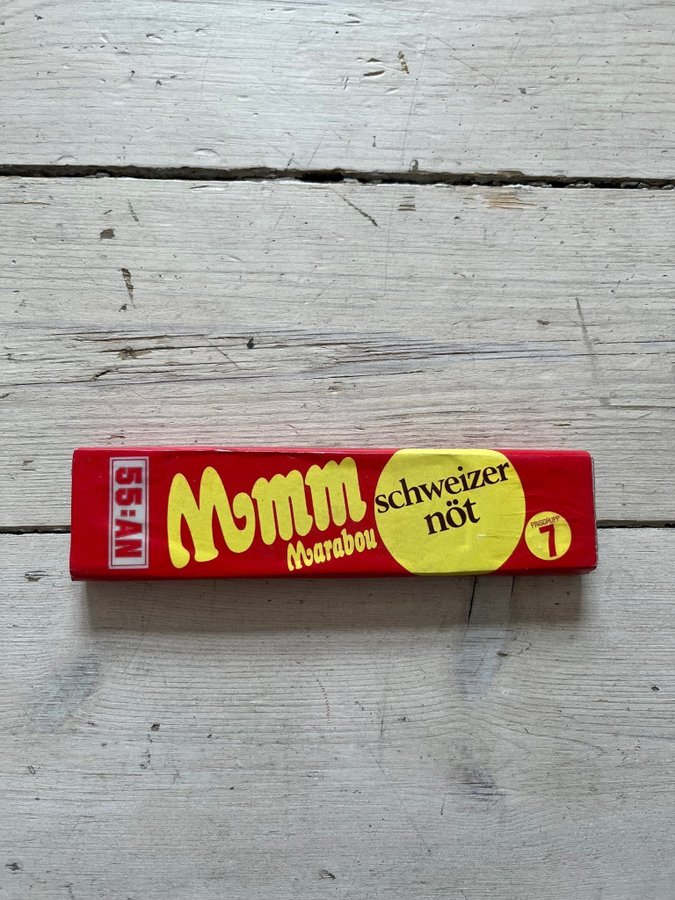 55:AN
Mmm
Marabou
schweizer
nöt
PRISGRUPP
7